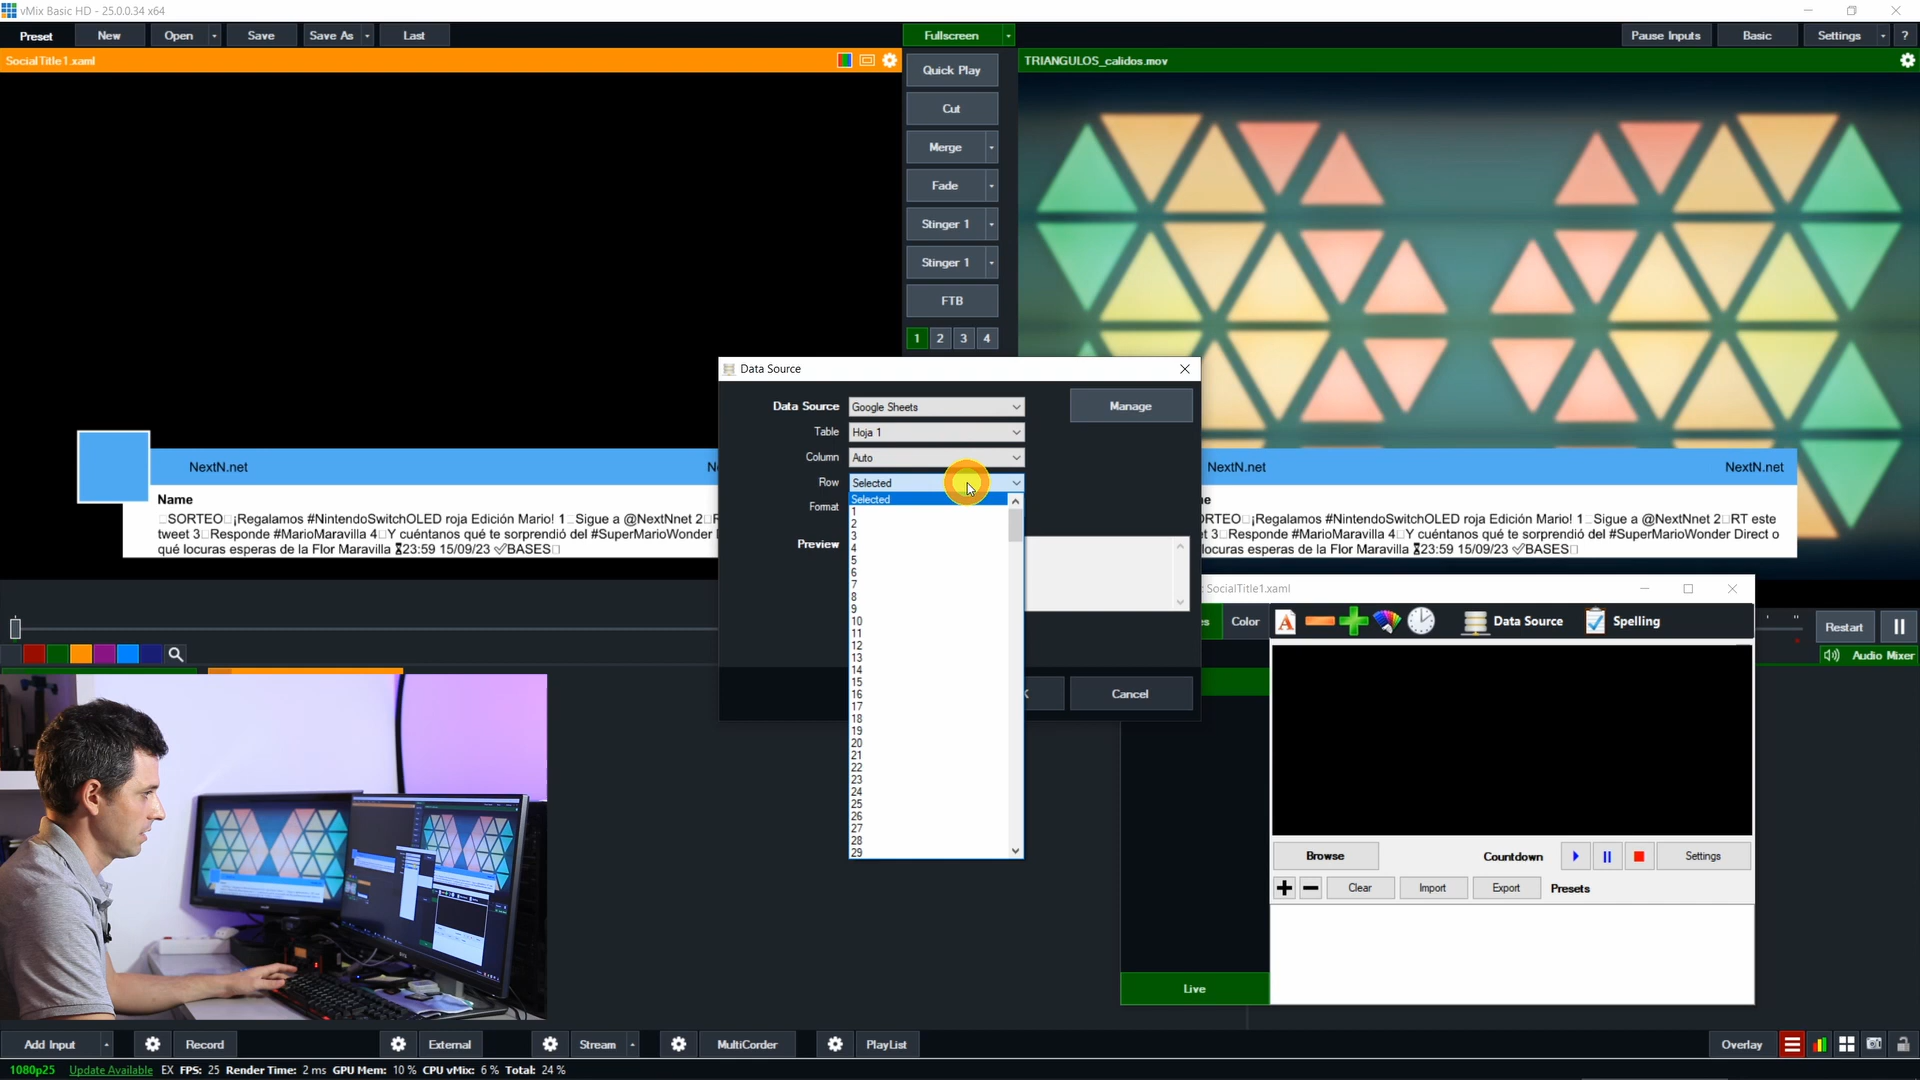 vMix Basic HD - 25.0.0.34 x64
Preset
New
Open
Save
Save As
Last
Fullscreen
Pause Inputs
Basic
Settings
?
SocialTitle1.xaml
TRIANGULOS_calidos.mov
Quick Play
Cut
Merge
Fade
Stinger 1
Stinger 1
FTB
1 2 3 4
NextN.net
Name
SORTEO ¡Regalamos #NintendoSwitchOLED roja Edición Mario! 1 Sigue a @NextNnet 2
tweet 3 Responde #MarioMaravilla 4 Y cuéntanos qué te sorprendió del #SuperMarioWonder
qué locuras esperas de la Flor Maravilla ⌛23:59 15/09/23 ✅BASES
Data Source
Data Source Google Sheets
Manage
Table Hoja 1
Column Auto
Row Selected
Format
Preview
Selected
1
2
3
4
5
6
7
8
9
10
11
12
13
14
15
16
17
18
19
20
21
22
23
24
25
26
27
28
29
Cancel
NextN.net NextN.net
RTEO ¡Regalamos #NintendoSwitchOLED roja Edición Mario! 1 Sigue a @NextNnet 2 RT este
3 Responde #MarioMaravilla 4 Y cuéntanos qué te sorprendió del #SuperMarioWonder Direct o
locuras esperas de la Flor Maravilla ⌛23:59 15/09/23 ✅BASES
SocialTitle1.xaml
Color
Data Source
Spelling
Restart
Audio Mixer
Browse
Countdown
Settings
Clear
Import
Export
Presets
Live
Add Input
Record
External
Stream
MultiCorder
PlayList
Overlay
1080p25 Update Available EX FPS: 25 Render Time: 2 ms GPU Mem: 10 % CPU vMix: 6 % Total: 24 %